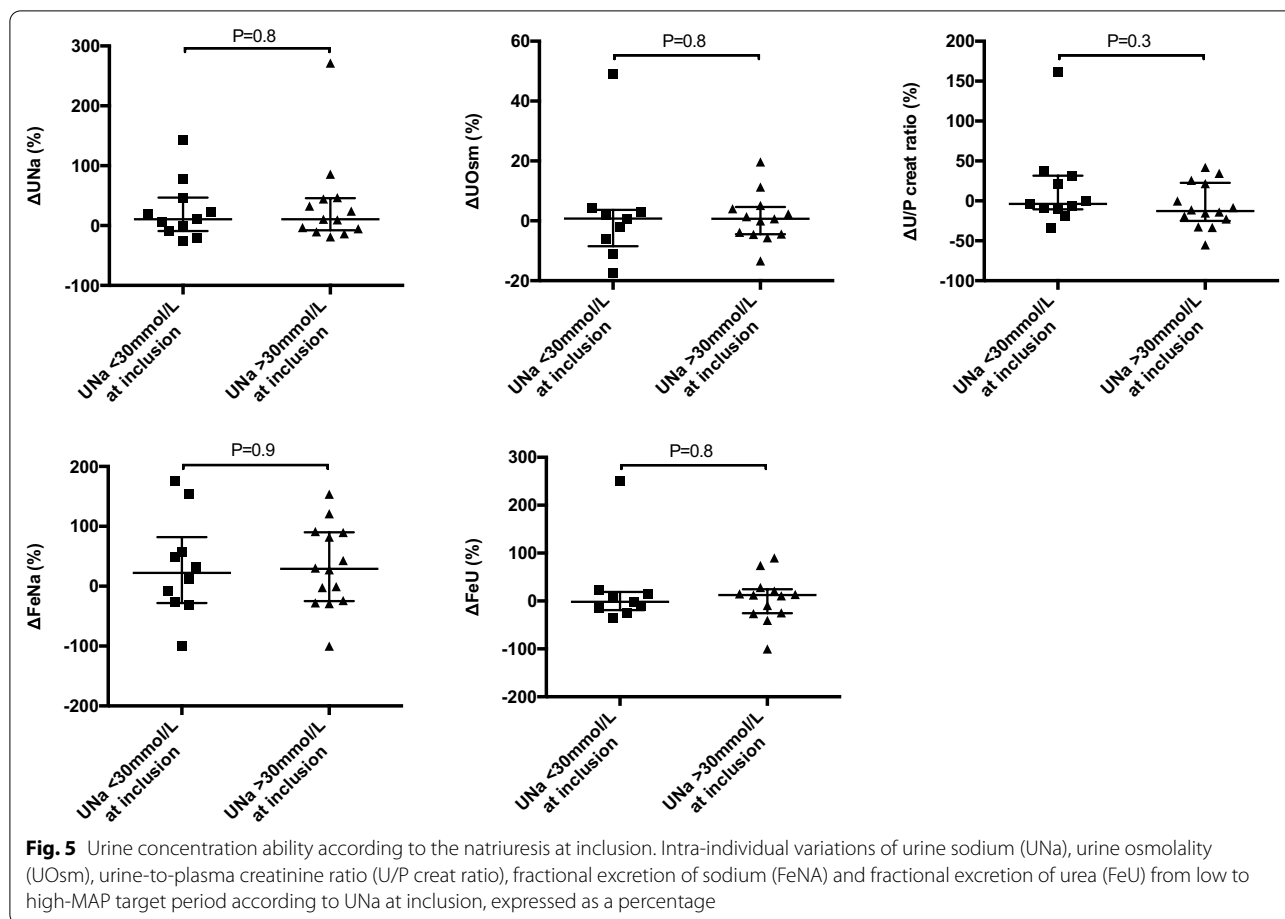 P=0.8
300
200
100
0
-100
ΔUNa (%)
UNa <30mmol/L
at inclusion
UNa >30mmol/L
at inclusion
P=0.8
60
40
20
0
-20
ΔUOsm (%)
UNa <30mmol/L
at inclusion
UNa >30mmol/L
at inclusion
P=0.3
200
150
100
50
0
-50
-100
ΔU/P creat ratio (%)
UNa <30mmol/L
at inclusion
UNa >30mmol/L
at inclusion
P=0.9
200
100
0
-100
-200
ΔFeNa (%)
UNa <30mmol/L
at inclusion
UNa >30mmol/L
at inclusion
P=0.8
300
200
100
0
-100
-200
ΔFeU (%)
UNa <30mmol/L
at inclusion
UNa >30mmol/L
at inclusion
Fig. 5 Urine concentration ability according to the natriuresis at inclusion. Intra-individual variations of urine sodium (UNa), urine osmolality
(UOsm), urine-to-plasma creatinine ratio (U/P creat ratio), fractional excretion of sodium (FeNA) and fractional excretion of urea (FeU) from low to
high-MAP target period according to UNa at inclusion, expressed as a percentage